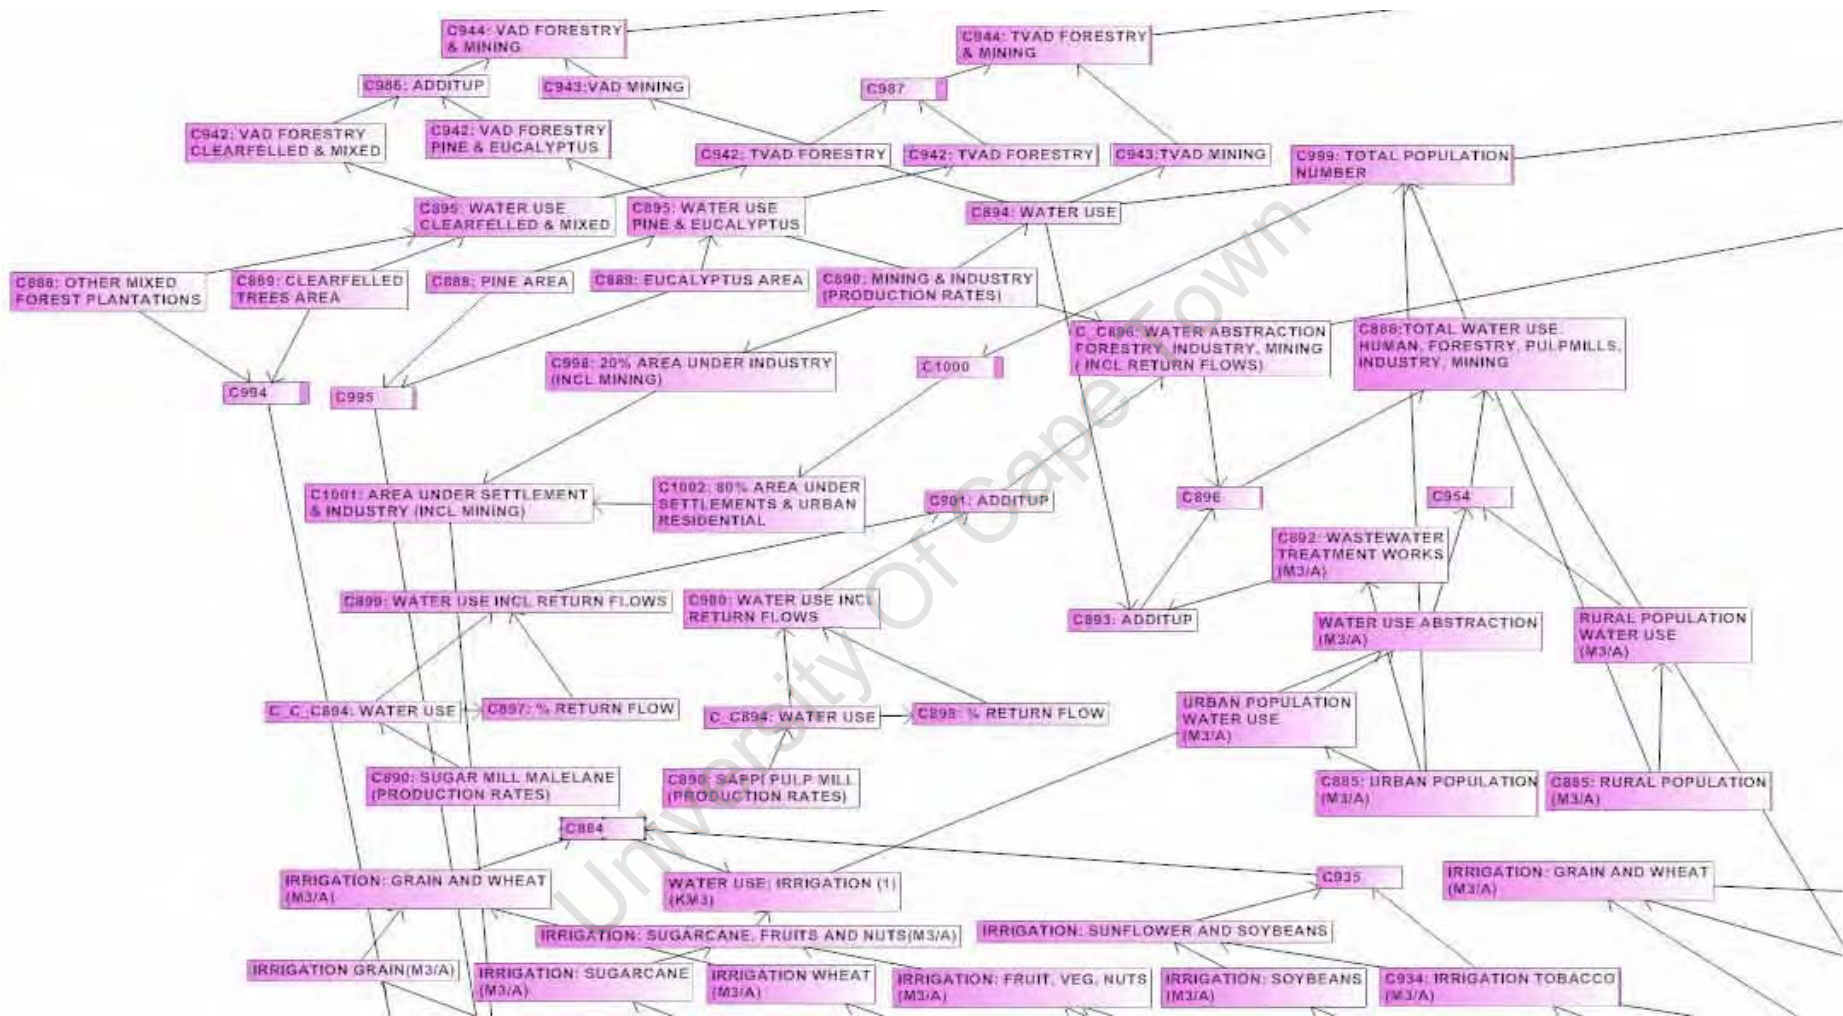 C944: VAD FORESTRY
& MINING
C944: TVAD FORESTRY
& MINING
C986: ADDITUP
C943:VAD MINING
C987
C942: VAD FORESTRY
CLEARFELLED & MIXED
C942: VAD FORESTRY
PINE & EUCALYPTUS
C942: TVAD FORESTRY
C942: TVAD FORESTRY
C943:TVAD MINING
C999: TOTAL POPULATION
NUMBER
C895: WATER USE
CLEARFELLED & MIXED
C895: WATER USE
PINE & EUCALYPTUS
C894: WATER USE
C888: OTHER MIXED
FOREST PLANTATIONS
C889: CLEARFELLED
TREES AREA
C888: PINE AREA
C889: EUCALYPTUS AREA
C890: MINING & INDUSTRY
(PRODUCTION RATES)
C_C896: WATER ABSTRACTION
FORESTRY, INDUSTRY, MINING
( INCL RETURN FLOWS)
C888:TOTAL WATER USE:
HUMAN, FORESTRY, PULPMILLS,
INDUSTRY, MINING
C998: 20% AREA UNDER INDUSTRY
(INCL MINING)
C1000
C994
C995
C1001: AREA UNDER SETTLEMENT
& INDUSTRY (INCL MINING)
C1002: 80% AREA UNDER
SETTLEMENTS & URBAN
RESIDENTIAL
C901: ADDITUP
C896
C954
C892: WASTEWATER
TREATMENT WORKS
(M3/A)
C899: WATER USE INCL RETURN FLOWS
C900: WATER USE INCL
RETURN FLOWS
C893: ADDITUP
WATER USE ABSTRACTION
(M3/A)
RURAL POPULATION
WATER USE
(M3/A)
C_C_C894: WATER USE
C897: % RETURN FLOW
C_C894: WATER USE
C898: % RETURN FLOW
URBAN POPULATION
WATER USE
(M3/A)
C890: SUGAR MILL MALELANE
(PRODUCTION RATES)
C890: SAPPI PULP MILL
(PRODUCTION RATES)
C885: URBAN POPULATION
(M3/A)
C885: RURAL POPULATION
(M3/A)
C884
IRRIGATION: GRAIN AND WHEAT
(M3/A)
WATER USE: IRRIGATION (1)
(KM3)
C935
IRRIGATION: GRAIN AND WHEAT
(M3/A)
IRRIGATION: SUGARCANE, FRUITS AND NUTS(M3/A)
IRRIGATION: SUNFLOWER AND SOYBEANS
IRRIGATION GRAIN(M3/A)
IRRIGATION: SUGARCANE
(M3/A)
IRRIGATION WHEAT
(M3/A)
IRRIGATION: FRUIT, VEG, NUTS
(M3/A)
IRRIGATION: SOYBEANS
(M3/A)
C934: IRRIGATION TOBACCO
(M3/A)
University Of Cape Town